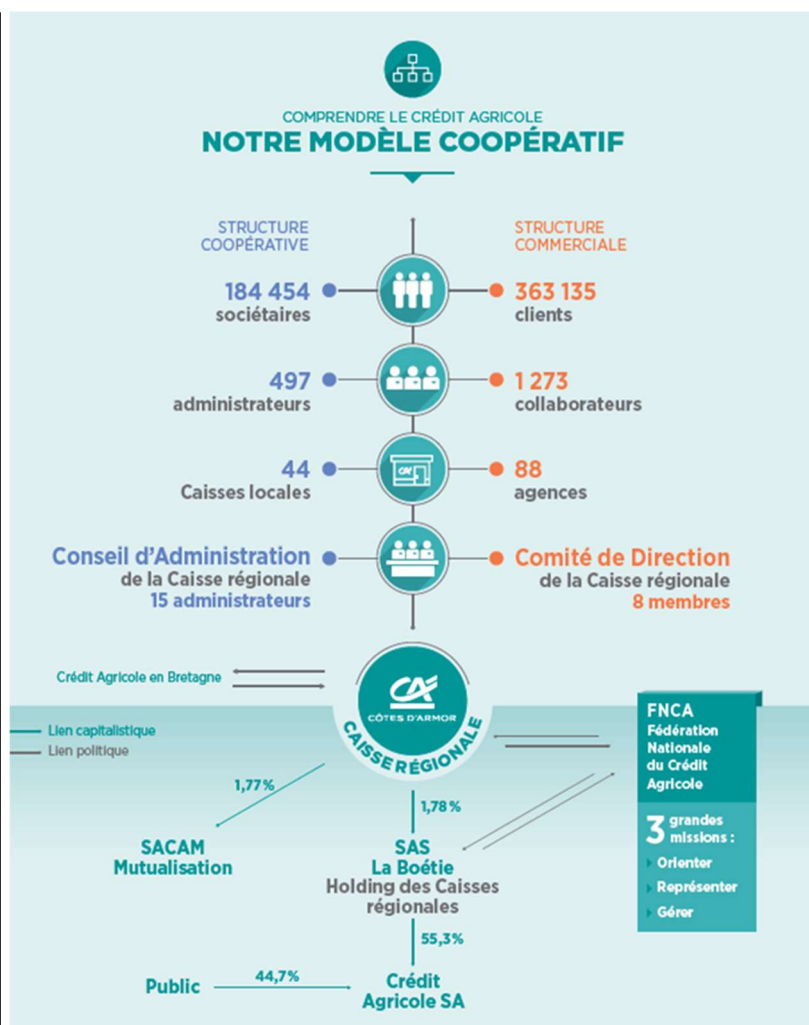 COMPRENDRE LE CRÉDIT AGRICOLE
NOTRE MODÈLE COOPÉRATIF
STRUCTURE
COOPÉRATIVE
STRUCTURE
COMMERCIALE
184 454
sociétaires
363 135
clients
497
administrateurs
1 273
collaborateurs
44
Caisses locales
88
agences
Conseil d'Administration
de la Caisse régionale
15 administrateurs
Comité de Direction
de la Caisse régionale
8 membres
Crédit Agricole en Bretagne
CA
CÔTES D'ARMOR
CAISSE RÉGIONALE
Lien capitalistique
Lien politique
FNCA
Fédération
Nationale
du Crédit
Agricole
3 grandes
missions :
Orienter
Représenter
Gérer
1,77%
1,78%
SACAM
Mutualisation
SAS
La Boétie
Holding des Caisses
régionales
55,3%
Public
44,7%
Crédit
Agricole SA